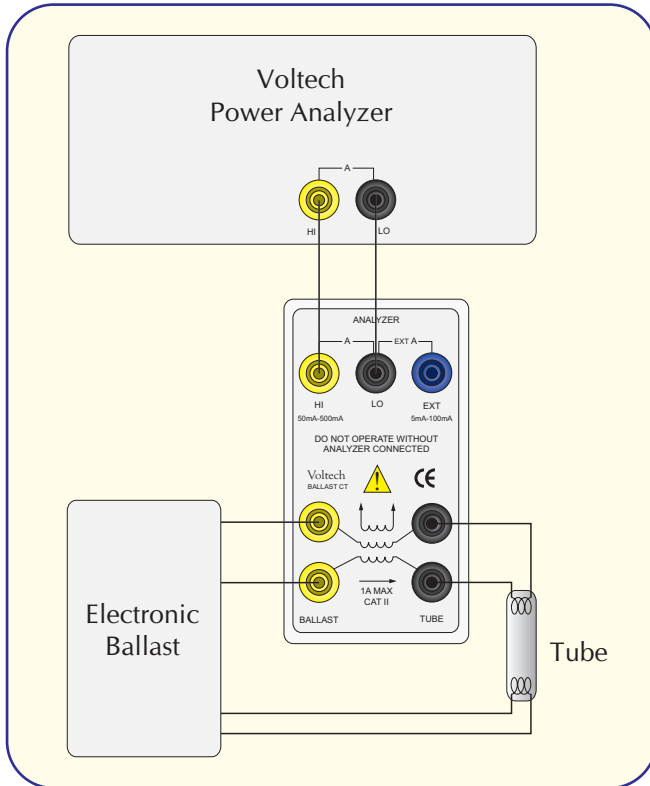 Voltech
Power Analyzer
A
HI
LO
ANALYZER
A
EXT A
HI
LO
EXT
50mA-500mA
5mA-100mA
DO NOT OPERATE WITHOUT
ANALYZER CONNECTED
Voltech
BALLAST CT
!
CE
1A MAX
CAT II
BALLAST
TUBE
Electronic
Ballast
Tube